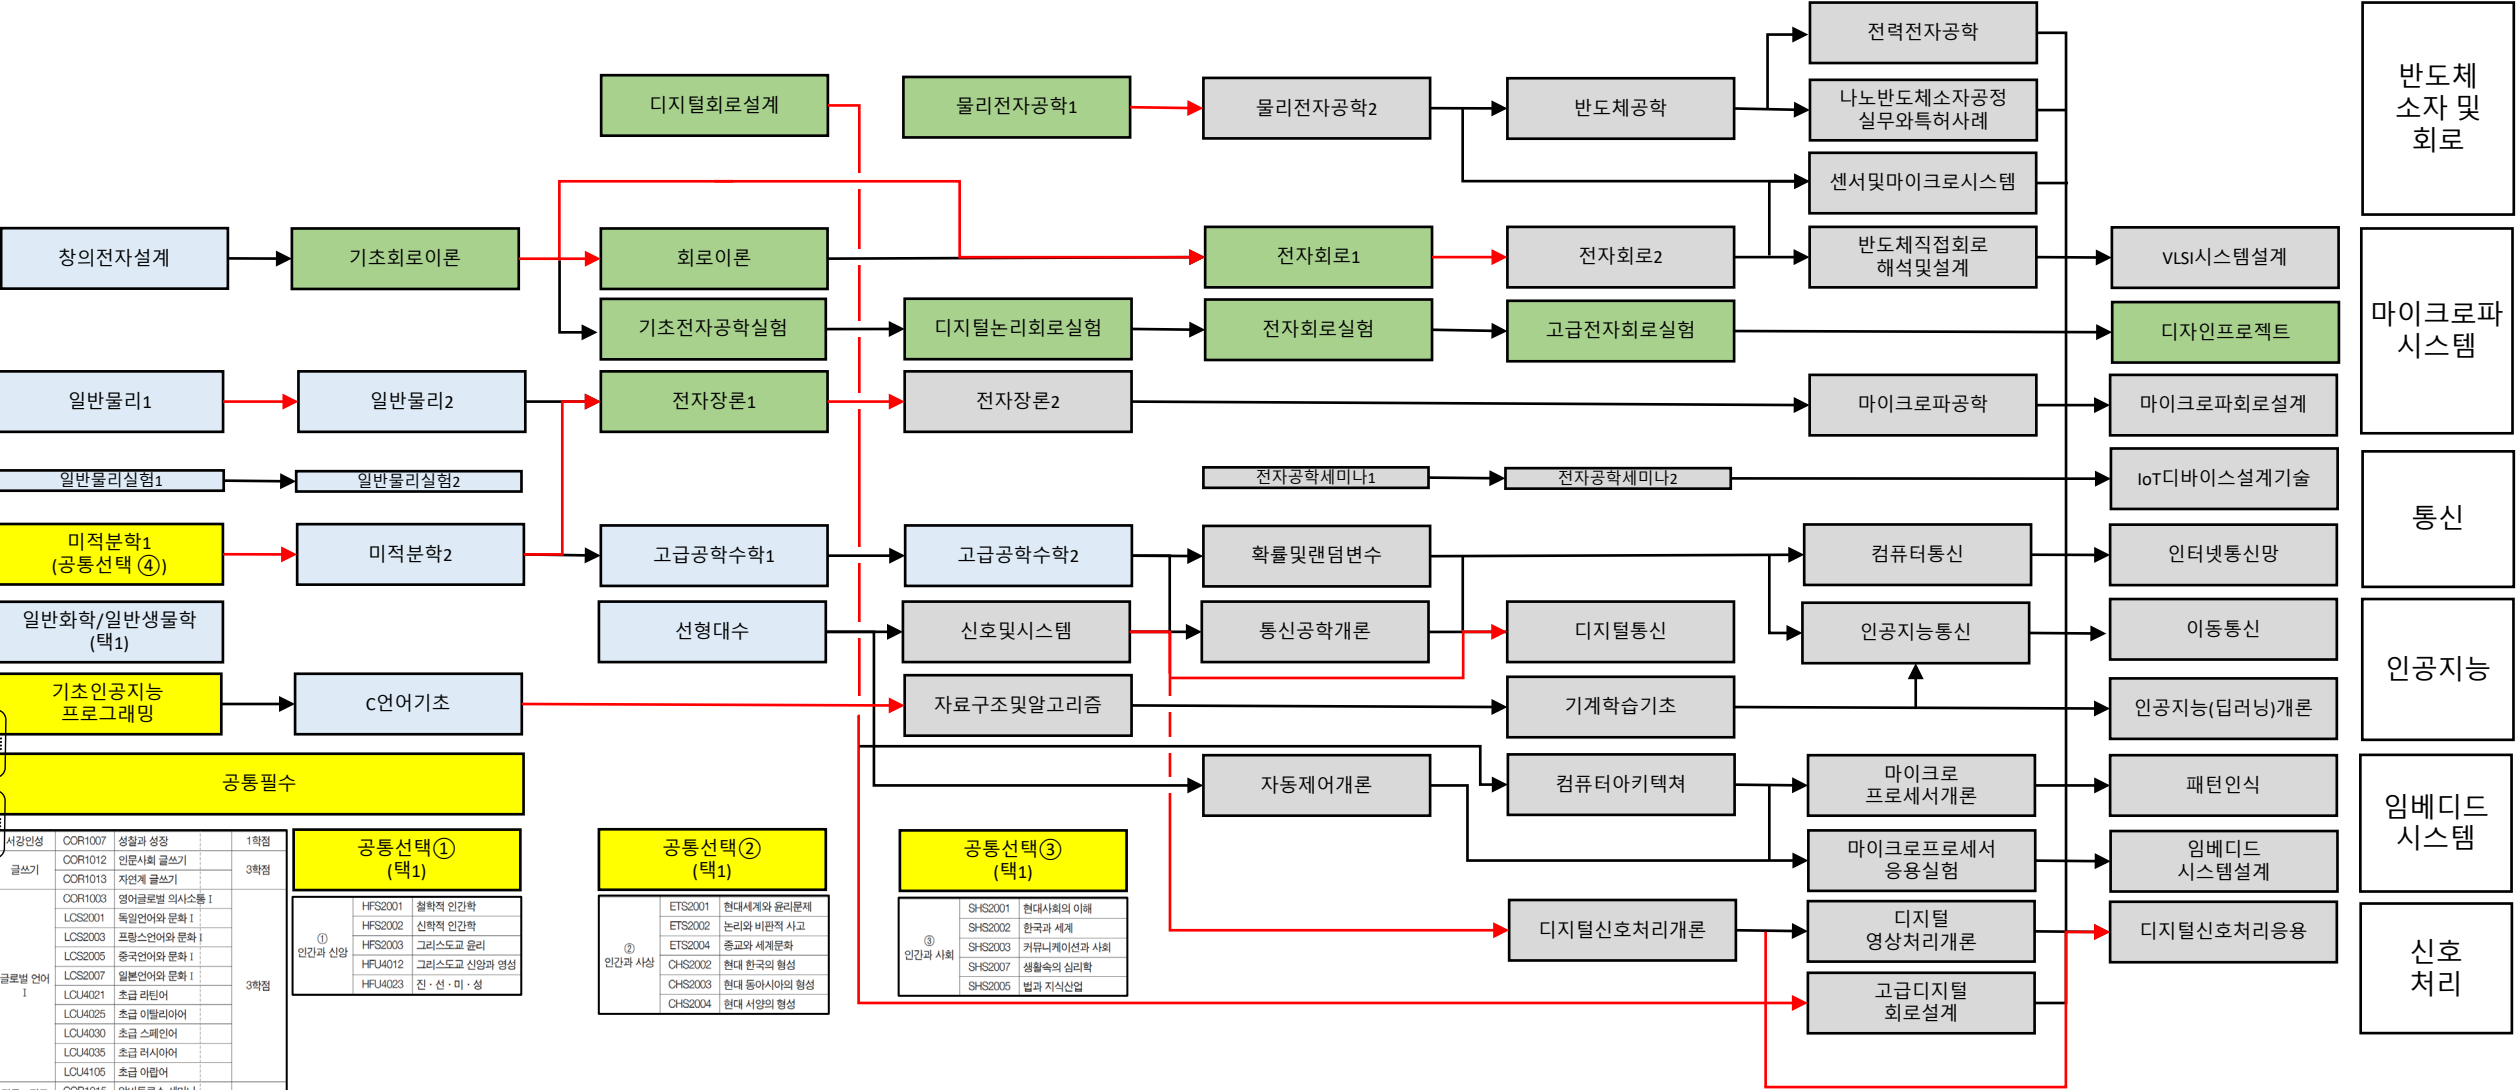 전력전자공학
반도체
소자 및
회로
디지털회로설계
물리전자공학1
물리전자공학2
반도체공학
나노반도체소자공정
실무와특허사례
센서및마이크로시스템
창의전자설계
기초회로이론
회로이론
전자회로1
전자회로2
반도체직접회로
해석및설계
VLSI시스템설계
마이크로파
시스템
기초전자공학실험
디지털논리회로실험
전자회로실험
고급전자회로실험
디자인프로젝트
일반물리1
일반물리2
전자장론1
전자장론2
마이크로파공학
마이크로파회로설계
일반물리실험1
일반물리실험2
전자공학세미나1
전자공학세미나2
IoT디바이스설계기술
통신
미적분학1
(공통선택 ④)
미적분학2
고급공학수학1
고급공학수학2
확률및랜덤변수
컴퓨터통신
인터넷통신망
일반화학/일반생물학
(택1)
선형대수
신호및시스템
통신공학개론
디지털통신
인공지능통신
이동통신
인공지능
기초인공지능
프로그래밍
C언어기초
자료구조및알고리즘
기계학습기초
인공지능(딥러닝)개론
공통필수
자동제어개론
컴퓨터아키텍쳐
마이크로
프로세서개론
패턴인식
임베디드
시스템
공통선택①
(택1)
공통선택②
(택1)
공통선택③
(택1)
마이크로프로세서
응용실험
임베디드
시스템설계
서강인성 COR1007 성찰과 성장 1학점
글쓰기 COR1012 인문사회 글쓰기 3학점
COR1013 자연계 글쓰기
글로벌 언어
I
3학점
COR1003 영어글로벌 의사소통 I
LCS2001 독일언어와 문화 I
LCS2003 프랑스언어와 문화 I
LCS2005 중국언어와 문화 I
LCS2007 일본언어와 문화 I
LCU4021 초급 라틴어
LCU4025 초급 이탈리아어
LCU4030 초급 스페인어
LCU4035 초급 러시아어
LCU4105 초급 아랍어
①
인간과 신앙
HFS2001 철학적 인간학
HFS2002 신학적 인간학
HFS2003 그리스도교 윤리
HFU4012 그리스도교 신앙과 영성
HFU4023 진·선·미·성
②
인간과 사상
ETS2001 현대세계와 윤리문제
ETS2002 논리와 비판적 사고
ETS2004 종교와 세계문화
CHS2002 현대 한국의 형성
CHS2003 현대 동아시아의 형성
CHS2004 현대 서양의 형성
③
인간과 사회
SHS2001 현대사회의 이해
SHS2002 한국과 세계
SHS2003 커뮤니케이션과 사회
SHS2007 생활속의 심리학
SHS2005 법과 지식산업
디지털신호처리개론
디지털
영상처리개론
디지털신호처리응용
신호
처리
고급디지털
회로설계